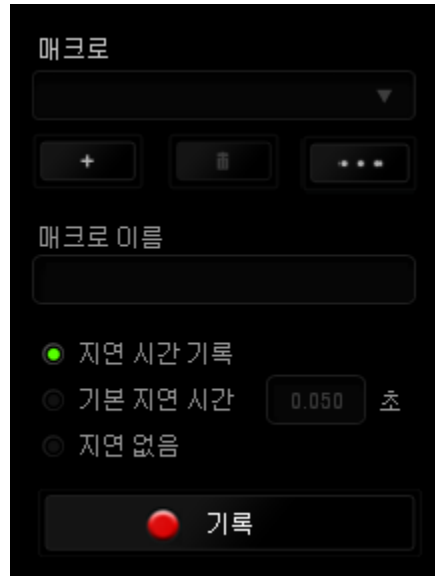 매크로
+
매크로 이름
지연 시간 기록
기본 지연 시간 0.050 초
지연 없음
기록